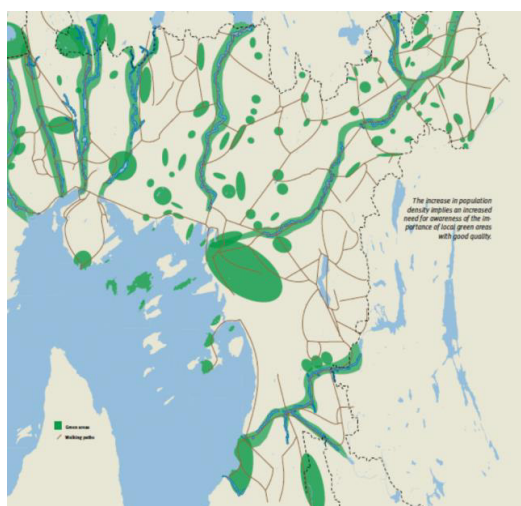 The increase in population
density implies an increased
need for awareness of the im-
portance of local green areas
with good quality.
Green areas
Walking paths